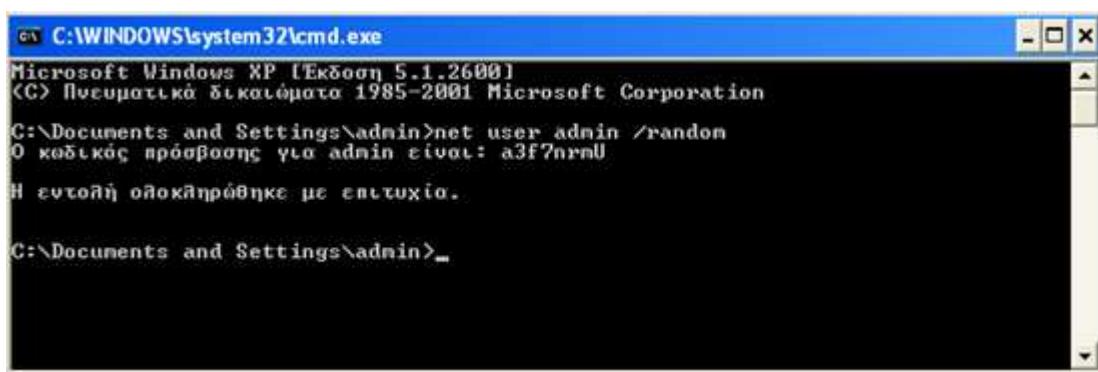 C:\WINDOWS\system32\cmd.exe
Microsoft Windows XP [Έκδοση 5.1.2600]
<C> Πνευματικά δικαιώματα 1985-2001 Microsoft Corporation
C:\Documents and Settings\admin>net user admin /random
Ο κωδικός πρόσβασης για admin είναι: a3f7nrmU
Η εντολή ολοκληρώθηκε με επιτυχία.
C:\Documents and Settings\admin>_